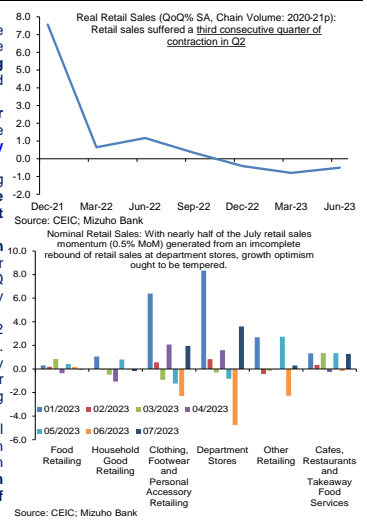 Real Retail Sales (QoQ% SA, Chain Volume: 2020-21p):
Retail sales suffered a third consecutive quarter of
contraction in Q2
8.0
7.0
6.0
5.0
4.0
3.0
2.0
1.0
0.0
-1.0
-2.0
Dec-21 Mar-22 Jun-22 Sep-22 Dec-22 Mar-23 Jun-23
Source: CEIC; Mizuho Bank
Nominal Retail Sales: With nearly half of the July retail sales
momentum (0.5% MoM) generated from an imcomplete
rebound of retail sales at department stores, growth optimism
ought to be tempered.
10.0
8.0
6.0
4.0
2.0
0.0
-2.0
-4.0
-6.0
01/2023 02/2023 03/2023 04/2023
05/2023 06/2023 07/2023
Food
Retailing
Household
Good
Retailing
Clothing,
Footwear
and
Personal
Accessory
Retailing
Department
Stores
Other
Retailing
Cafes,
Restaurants
and
Takeaway
Food
Services
Source: CEIC; Mizuho Bank